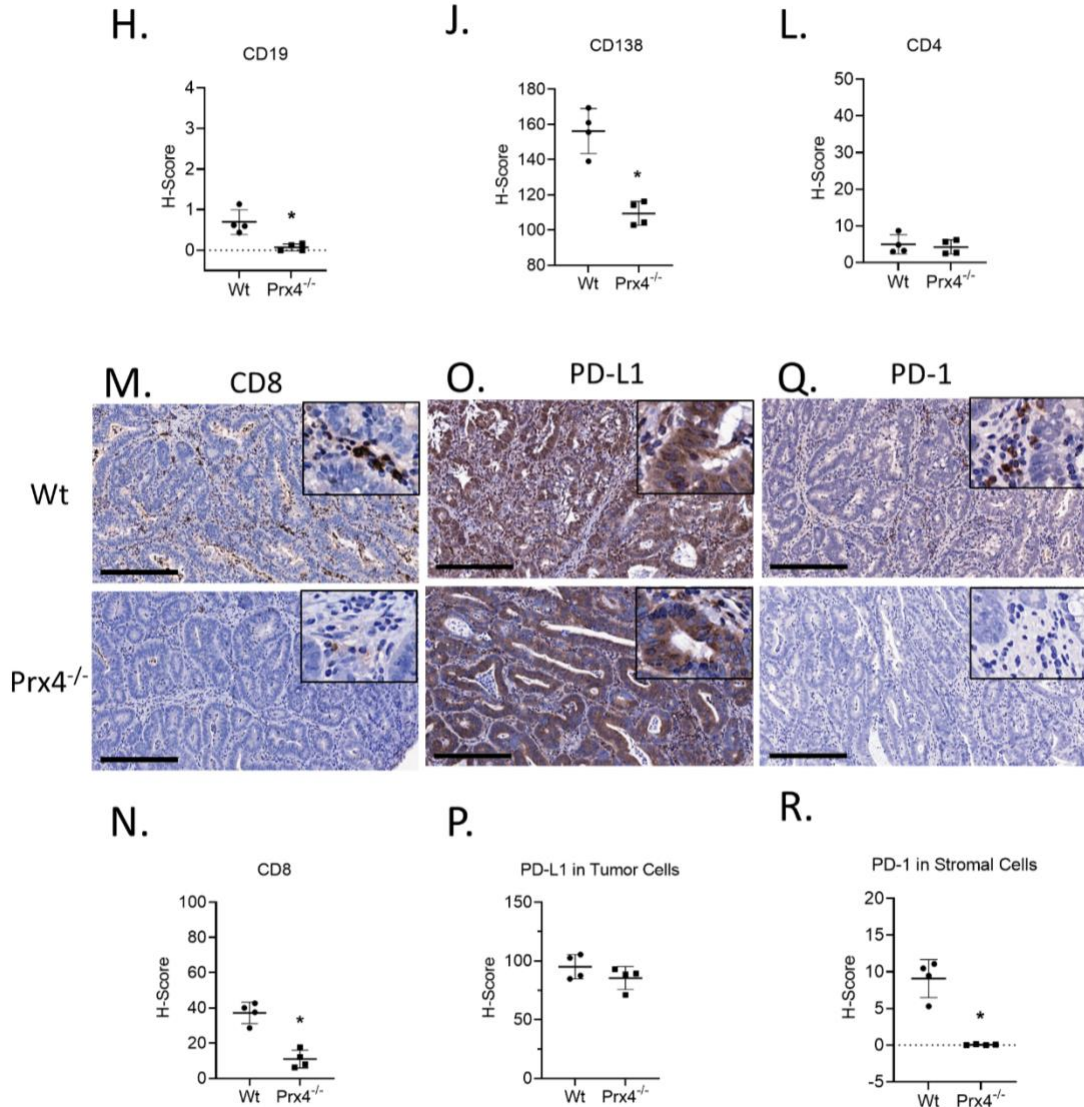 H.
CD19
H-Score
4
3
2
1
0
*
Wt Prx4-/-
J.
CD138
H-Score
180
160
140
120
100
80
*
Wt Prx4-/-
L.
CD4
H-Score
50
40
30
20
10
0
Wt Prx4-/-
M. CD8
O. PD-L1
Q. PD-1
Wt
Prx4-/-
N.
CD8
H-Score
100
80
60
40
20
0
*
Wt Prx4-/-
P.
PD-L1 in Tumor Cells
H-Score
150
100
50
0
Wt Prx4-/-
R.
PD-1 in Stromal Cells
H-Score
20
15
10
5
0
-5
*
Wt Prx4-/-